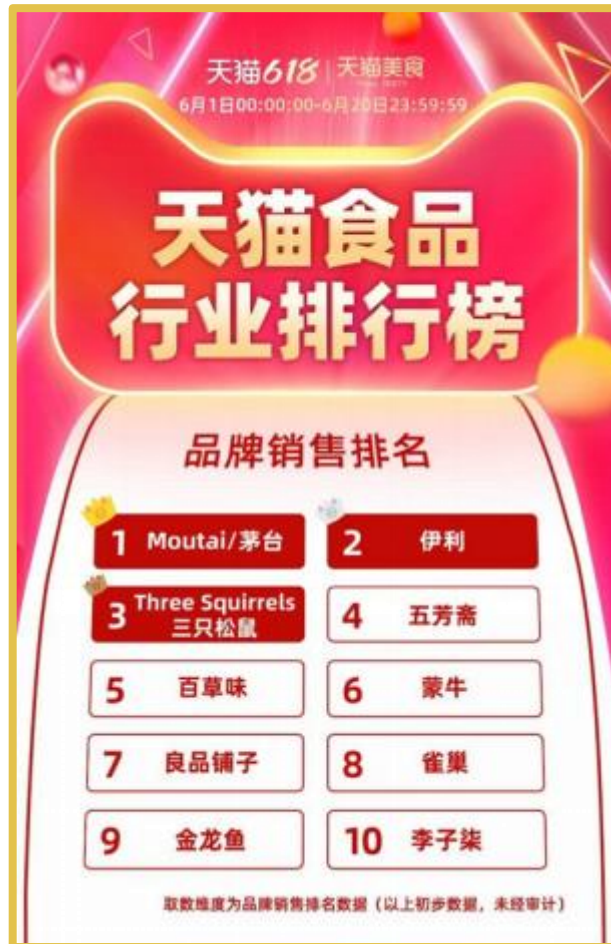 天猫618 | 天猫美食
6月1日00:00:00-6月20日23:59:59
天猫食品
行业排行榜
品牌销售排名
1 Moutai/茅台
2 伊利
3 Three Squirrels
三只松鼠
4 五芳斋
5 百草味
6 蒙牛
7 良品铺子
8 雀巢
9 金龙鱼
10 李子柒
取数维度为品牌销售排名数据（以上初步数据，未经审计）